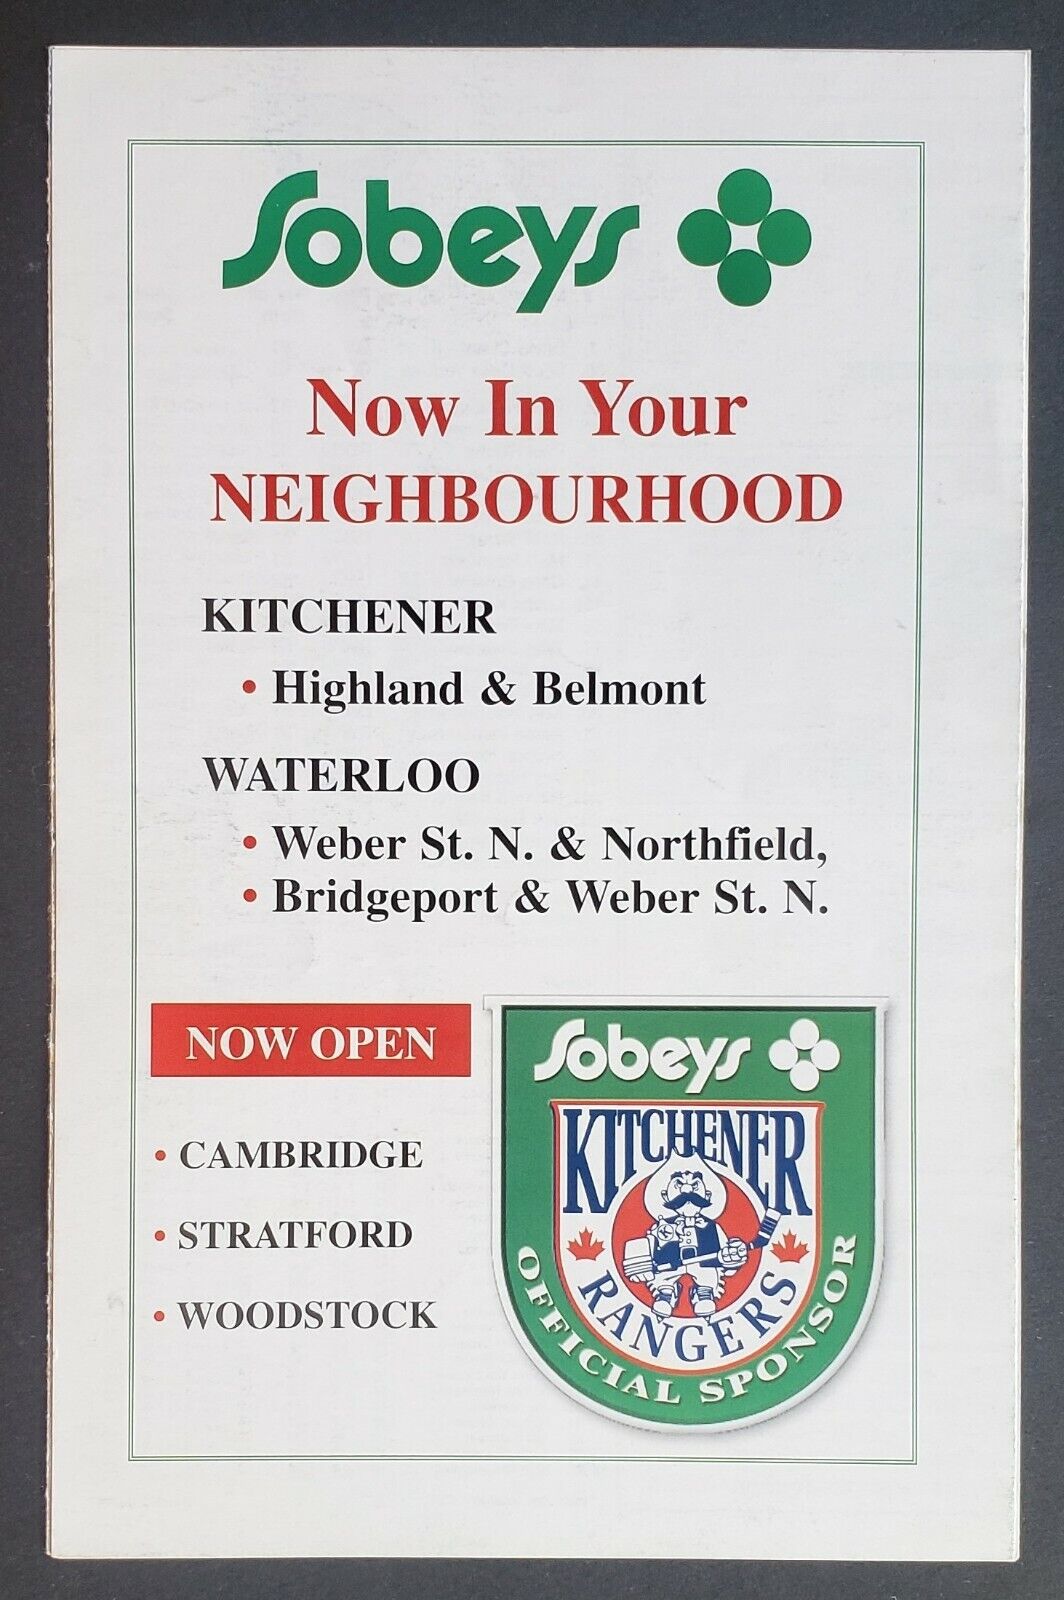 Sobeys
Now In Your
NEIGHBOURHOOD
KITCHENER
• Highland & Belmont
WATERLOO
• Weber St. N. & Northfield,
• Bridgeport & Weber St. N.
NOW OPEN
• CAMBRIDGE
• STRATFORD
• WOODSTOCK
Sobeys
KITCHENER
RANGERS
OFFICIAL SPONSOR